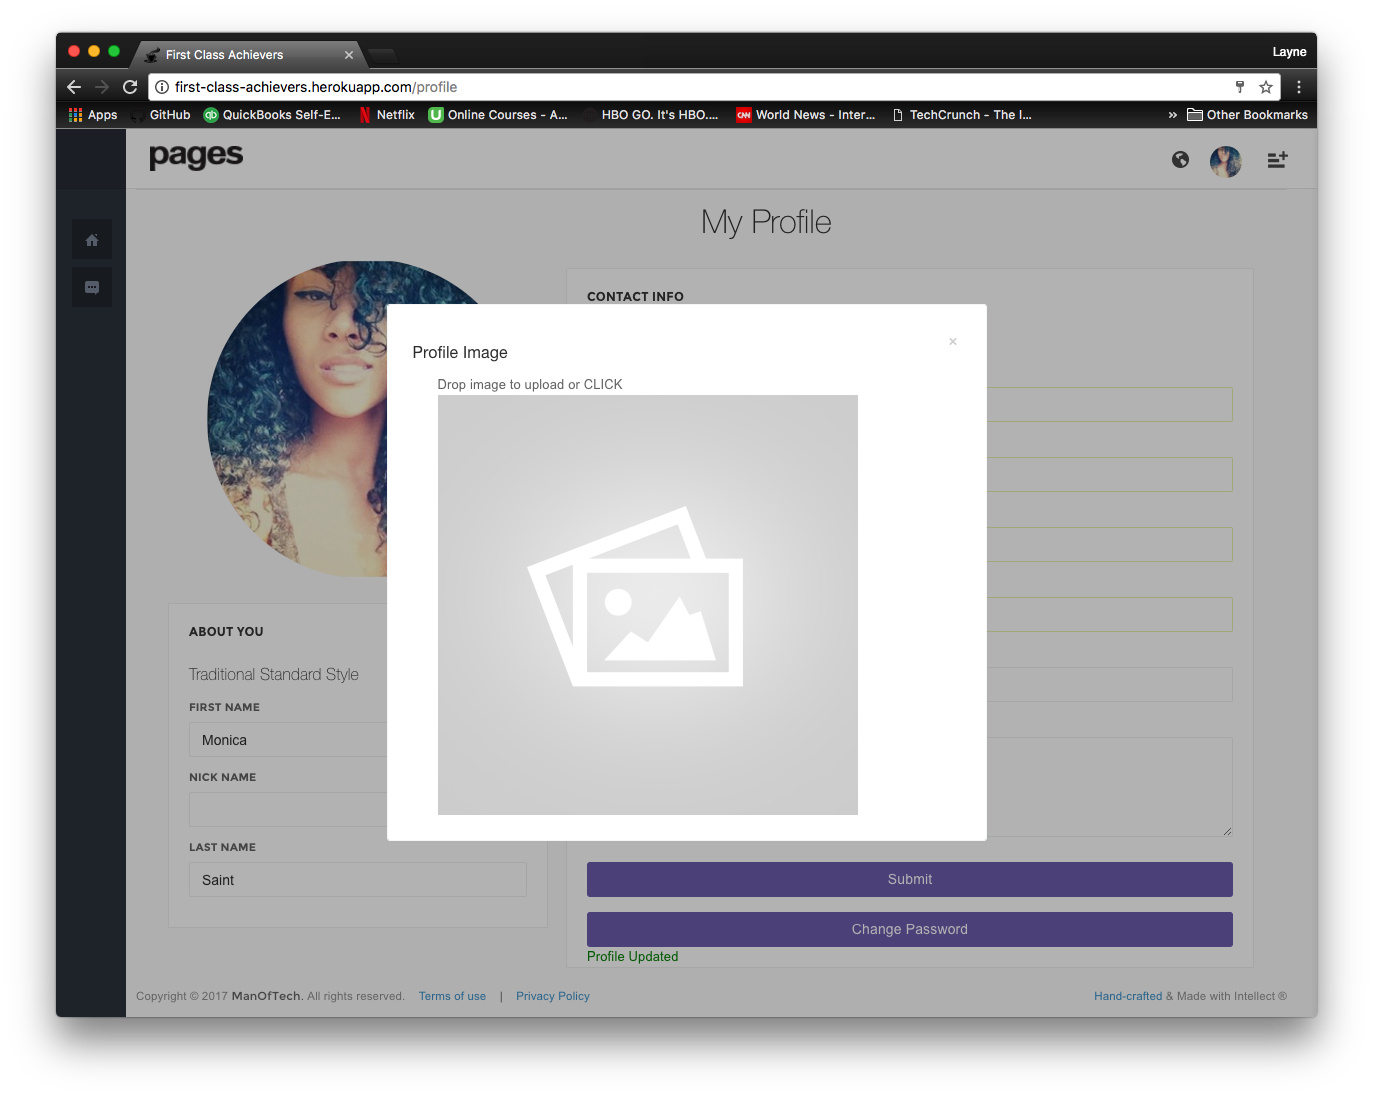 First Class Achievers
Layne
first-class-achievers.herokuapp.com/profile
Apps GitHub QuickBooks Self-E... Netflix Online Courses - A... HBO GO. It's HBO.... CNN World News - Inter... TechCrunch - The I... » Other Bookmarks
pages
My Profile
CONTACT INFO
Profile Image
×
Drop image to upload or CLICK
ABOUT YOU
Traditional Standard Style
FIRST NAME
Monica
NICK NAME
LAST NAME
Saint
Submit
Change Password
Profile Updated
Copyright © 2017 ManOfTech. All rights reserved. Terms of use | Privacy Policy
Hand-crafted & Made with Intellect ®